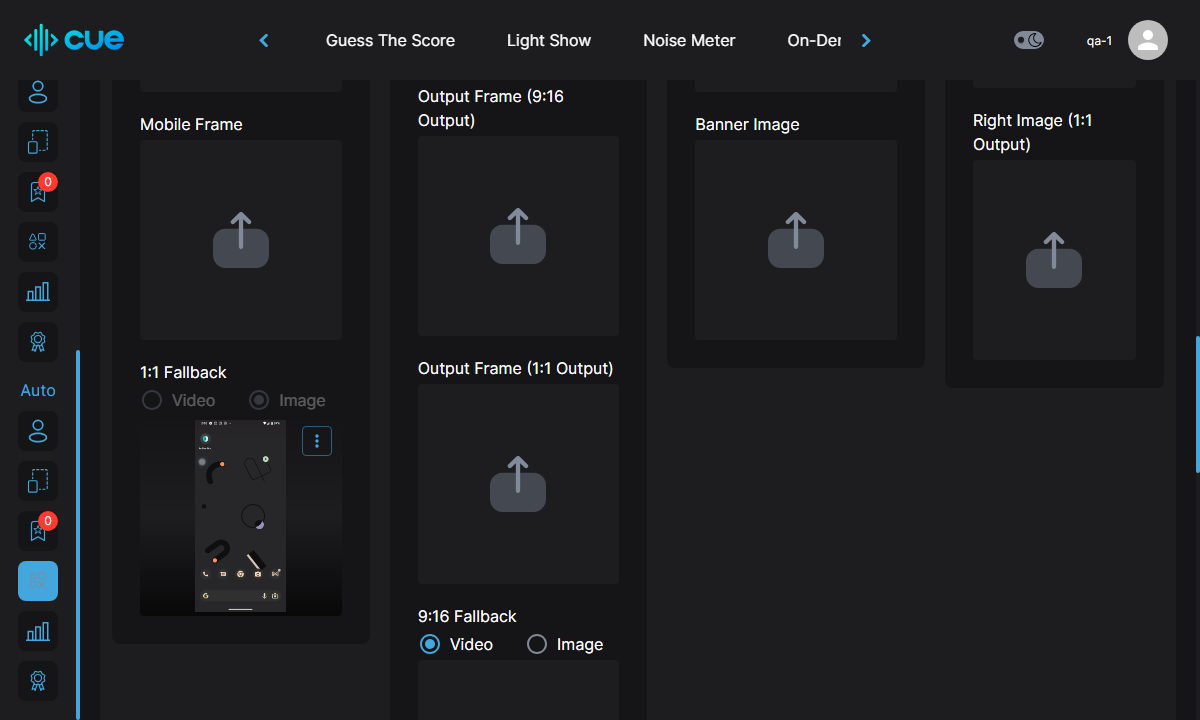 cue
Guess The Score
Light Show
Noise Meter
On-Der
qa-1
0
Auto
0
Mobile Frame
1:1 Fallback
Video
Image
Output Frame (9:16
Output)
Output Frame (1:1 Output)
9:16 Fallback
Video
Image
Banner Image
Right Image (1:1
Output)